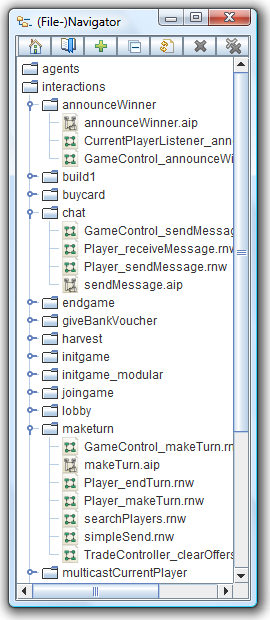 (File-)Navigator
agents
interactions
announceWinner
announceWinner.aip
CurrentPlayerListener_ann
GameControl_announceWi
build1
buycard
chat
GameControl_sendMessag
Player_receiveMessage.rnw
Player_sendMessage.rnw
sendMessage.aip
endgame
giveBankVoucher
harvest
initgame
initgame_modular
joingame
lobby
maketurn
GameControl_makeTurn.rn
makeTurn.aip
Player_endTurn.rnw
Player_makeTurn.rnw
searchPlayers.rnw
simpleSend.rnw
TradeController_clearOffers
multicastCurrentPlayer